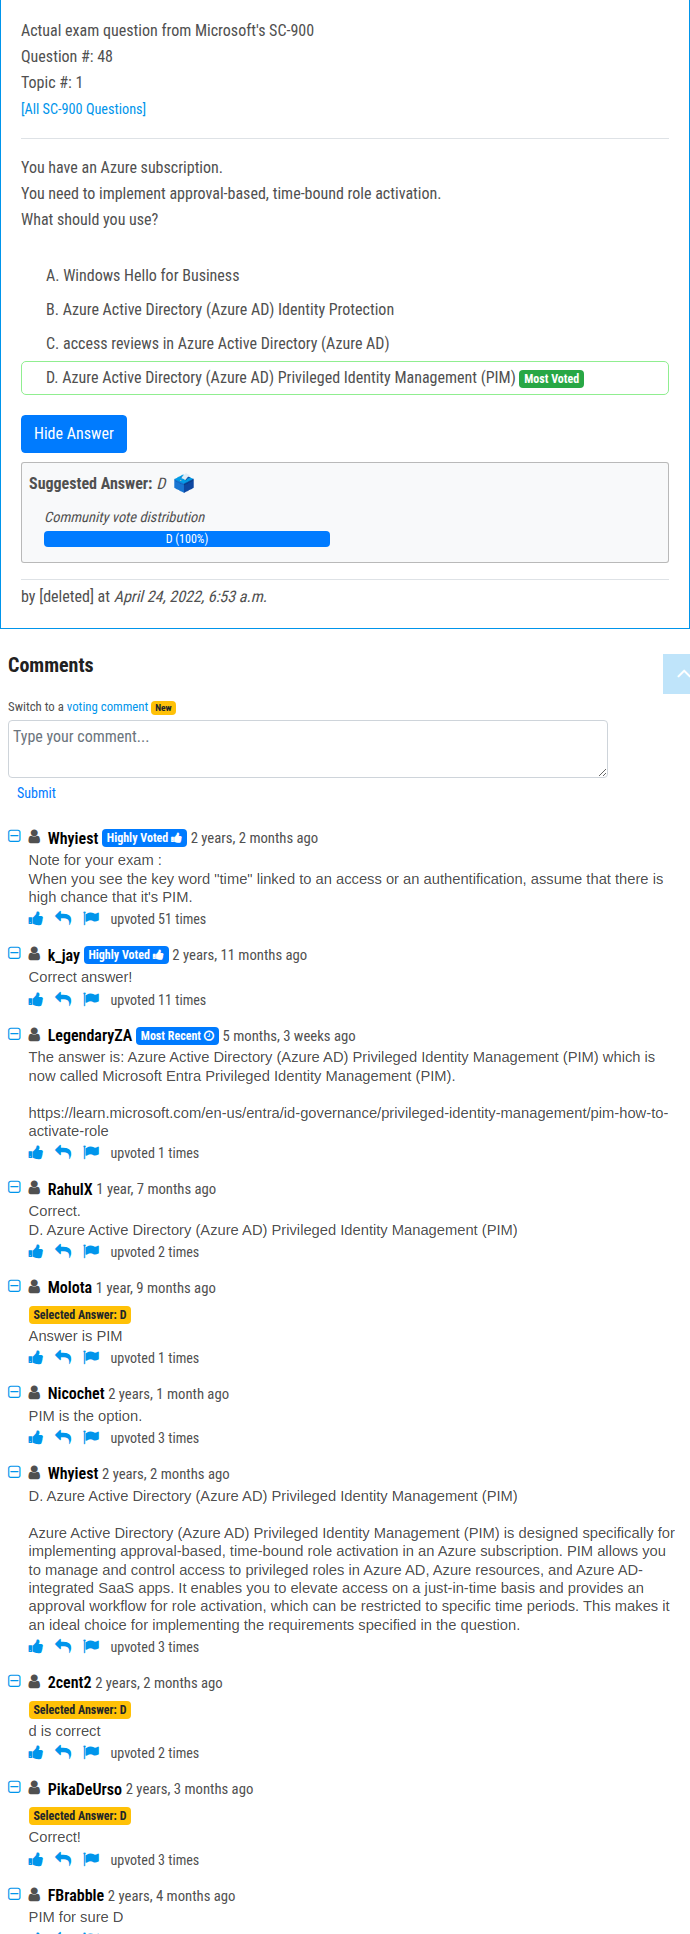 Actual exam question from Microsoft's SC-900
Question #: 48
Topic #: 1
[All SC-900 Questions]
You have an Azure subscription.
You need to implement approval-based, time-bound role activation.
What should you use?
A. Windows Hello for Business
B. Azure Active Directory (Azure AD) Identity Protection
C. access reviews in Azure Active Directory (Azure AD)
D. Azure Active Directory (Azure AD) Privileged Identity Management (PIM) Most Voted
Hide Answer
Suggested Answer: D
Community vote distribution
D (100%)
by [deleted] at April 24, 2022, 6:53 a.m.
Comments
Switch to a voting comment New
Type your comment...
Submit
Whyiest Highly Voted 2 years, 2 months ago
Note for your exam :
When you see the key word "time" linked to an access or an authentification, assume that there is
high chance that it's PIM.
upvoted 51 times
k_jay Highly Voted 2 years, 11 months ago
Correct answer!
upvoted 11 times
LegendaryZA Most Recent 5 months, 3 weeks ago
The answer is: Azure Active Directory (Azure AD) Privileged Identity Management (PIM) which is
now called Microsoft Entra Privileged Identity Management (PIM).
https://learn.microsoft.com/en-us/entra/id-governance/privileged-identity-management/pim-how-to-
activate-role
upvoted 1 times
RahulX 1 year, 7 months ago
Correct.
D. Azure Active Directory (Azure AD) Privileged Identity Management (PIM)
upvoted 2 times
Molota 1 year, 9 months ago
Selected Answer: D
Answer is PIM
upvoted 1 times
Nicochet 2 years, 1 month ago
PIM is the option.
upvoted 3 times
Whyiest 2 years, 2 months ago
D. Azure Active Directory (Azure AD) Privileged Identity Management (PIM)
Azure Active Directory (Azure AD) Privileged Identity Management (PIM) is designed specifically for
implementing approval-based, time-bound role activation in an Azure subscription. PIM allows you
to manage and control access to privileged roles in Azure AD, Azure resources, and Azure AD-
integrated SaaS apps. It enables you to elevate access on a just-in-time basis and provides an
approval workflow for role activation, which can be restricted to specific time periods. This makes it
an ideal choice for implementing the requirements specified in the question.
upvoted 3 times
2cent2 2 years, 2 months ago
Selected Answer: D
d is correct
upvoted 2 times
PikaDeUrso 2 years, 3 months ago
Selected Answer: D
Correct!
upvoted 3 times
FBrabble 2 years, 4 months ago
PIM for sure D